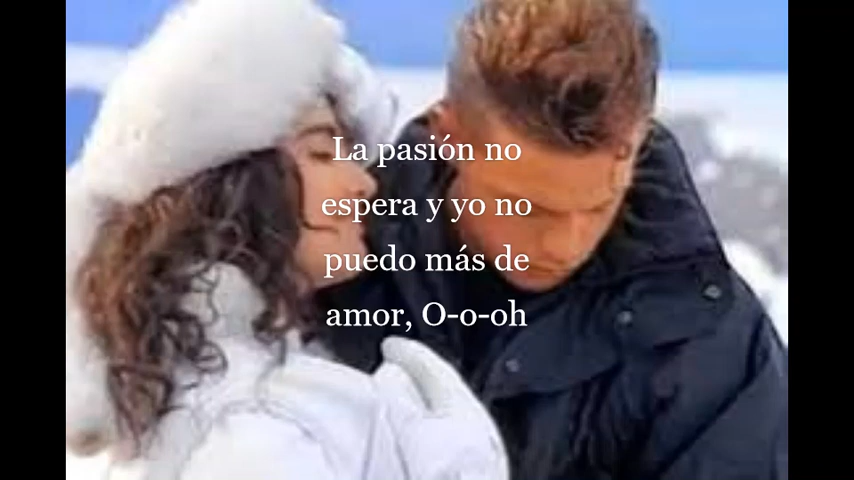 La pasión no
espera y yo no
puedo más de
amor, O-o-oh